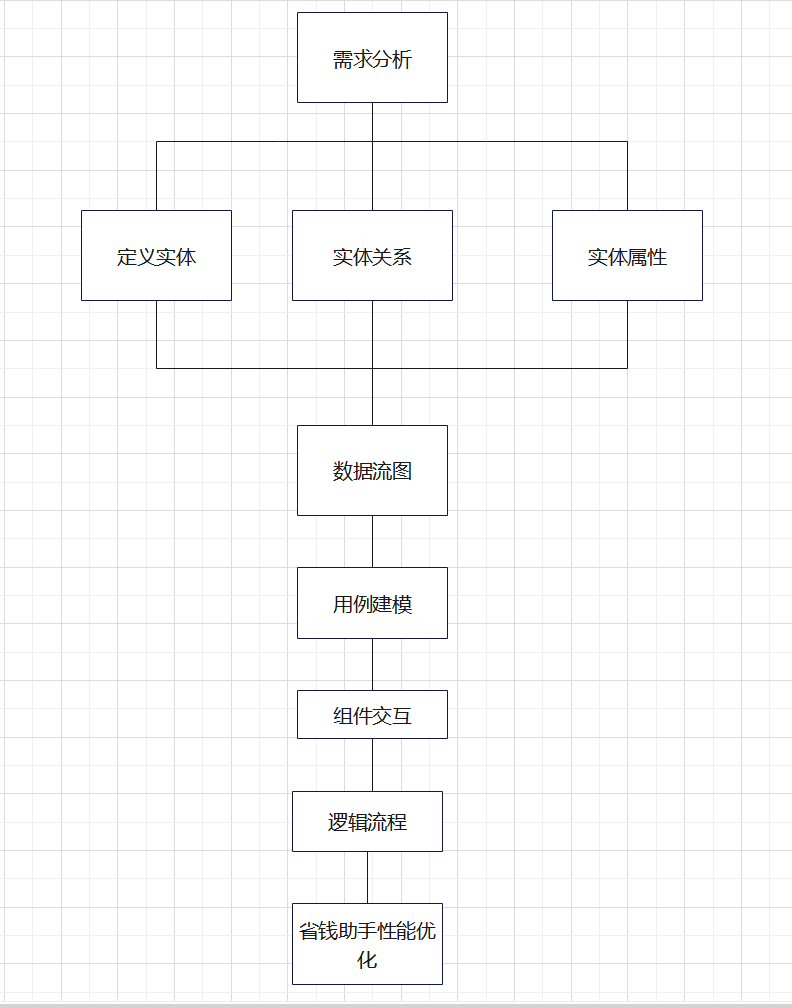 需求分析
定义实体
实体关系
实体属性
数据流图
用例建模
组件交互
逻辑流程
省钱助手性能优
化